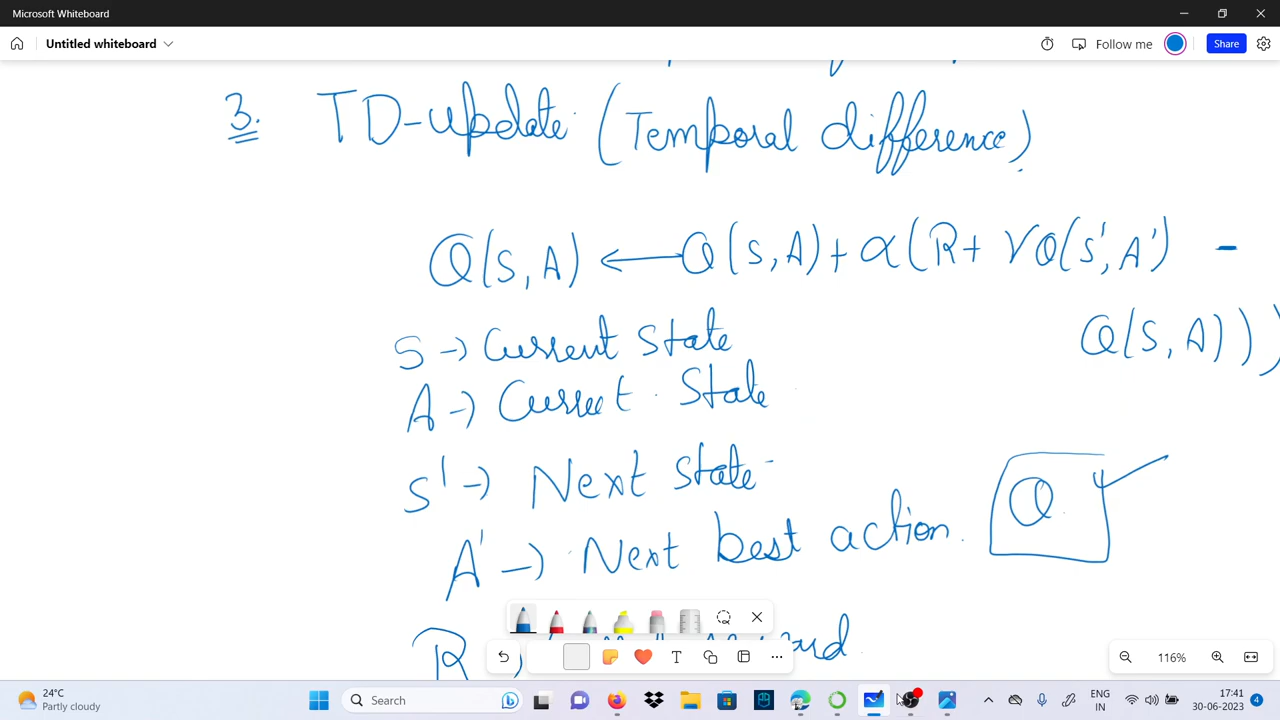 Microsoft Whiteboard
Untitled whiteboard
Follow me
Share
3. TD-update (Temporal difference)
Q(S, A) ← Q(S, A) + α(R + γQ(S', A') -
Q(S, A))
S → Current State
A → Current State
S' → Next State
Q
A' → Next best action.
R
116%
24°C
Partly cloudy
Search
ENG
IN
17:41
30-06-2023
4